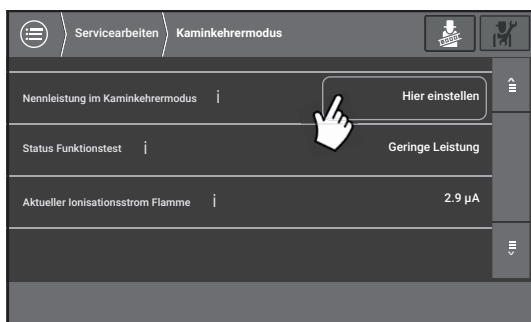 Servicearbeiten Kaminkehrermodus
Nennleistung im Kaminkehrermodus i Hier einstellen
Status Funktionstest i Geringe Leistung
Aktueller Ionisationsstrom Flamme i 2.9 µA